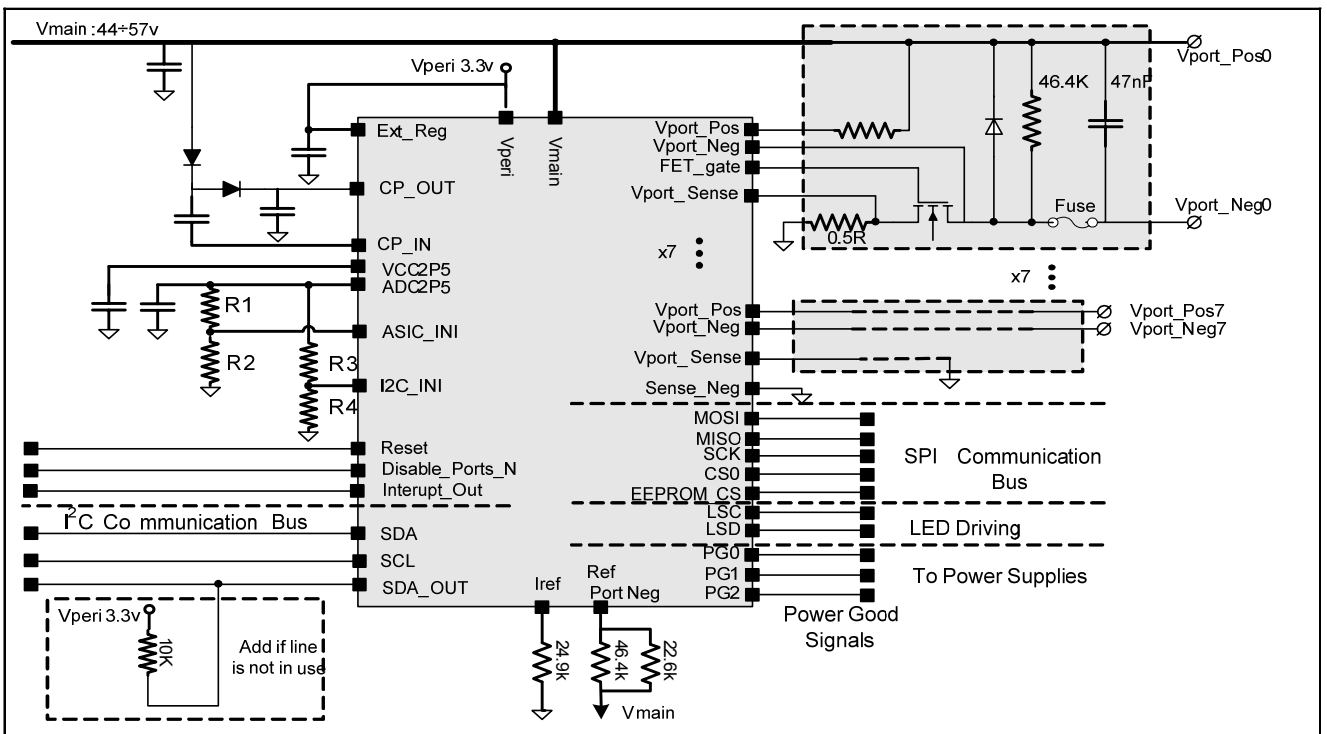 Vmain :44÷57v
Vperi 3.3v
Vport_Pos0
46.4K
47nF
Ext_Reg
Vperi
Vmain
Vport_Pos
Vport_Neg
FET_gate
Vport_Sense
CP_OUT
Fuse
Vport_Neg0
0.5R
CP_IN
x7
VCC2P5
ADC2P5
x7
R1
ASIC_INI
R2
R3
I2C_INI
R4
Vport_Pos
Vport_Neg
Vport_Pos7
Vport_Neg7
Vport_Sense
Sense_Neg
MOSI
MISO
SCK
CS0
EEPROM_CS
SPI Communication
Bus
Reset
Disable_Ports_N
Interupt_Out
LSC
LSD
LED Driving
I2C Co mmunication Bus
SDA
SCL
SDA_OUT
PG0
PG1
PG2
To Power Supplies
Power Good
Signals
Iref
Ref
Port Neg
Vperi 3.3v
10K
Add if line
is not in use
24.9k
46.4k
22.6k
Vmain